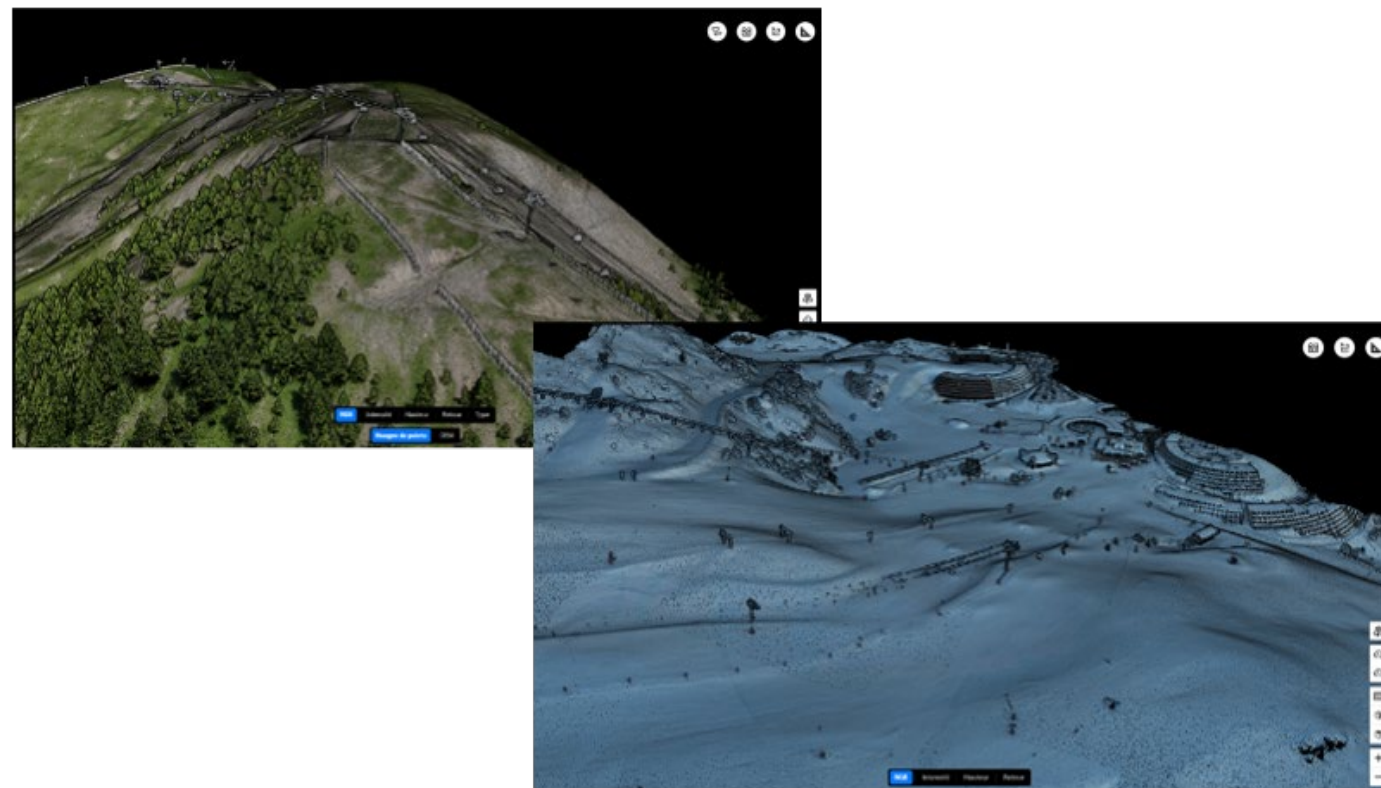 RGB Intensité Hauteur Retour Type
Nuages de points
RGB Intensité Hauteur Retour